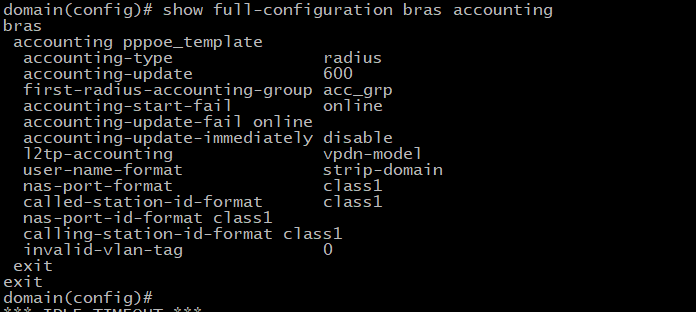 domain(config)# show full-configuration bras accounting
bras
 accounting pppoe_template
  accounting-type                radius
  accounting-update              600
  first-radius-accounting-group acc_grp
  accounting-start-fail          online
  accounting-update-fail online
  accounting-update-immediately disable
  l2tp-accounting                vpdn-model
  user-name-format               strip-domain
  nas-port-format                class1
  called-station-id-format       class1
  nas-port-id-format class1
  calling-station-id-format class1
  invalid-vlan-tag               0
 exit
exit
domain(config)#
*** IDLE TIMEOUT ***